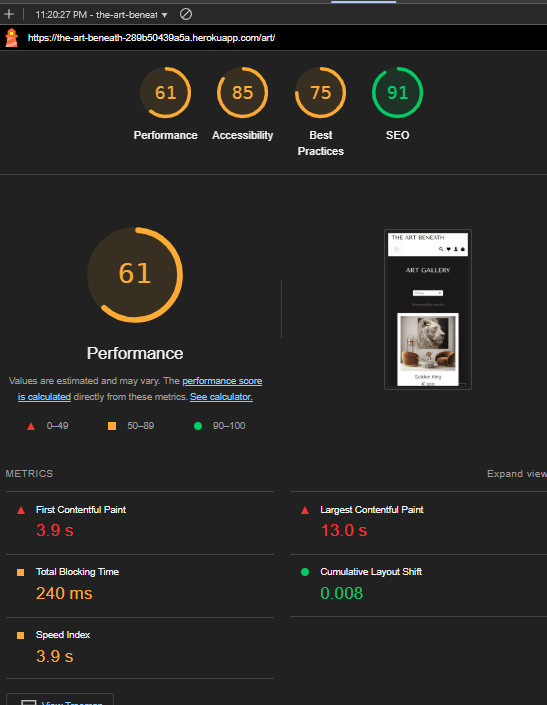 11:20:27 PM - the-art-beneat
https://the-art-beneath-289b50439a5a.herokuapp.com/art/
61
85
75
91
Performance
Accessibility
Best
Practices
SEO
61
THE ART BENEATH
ART GALLERY
Golden King
Performance
Values are estimated and may vary. The performance score
is calculated directly from these metrics. See calculator.
0–49
50–89
90–100
METRICS
Expand view
First Contentful Paint
3.9 s
Largest Contentful Paint
13.0 s
Total Blocking Time
240 ms
Cumulative Layout Shift
0.008
Speed Index
3.9 s
View Treemap